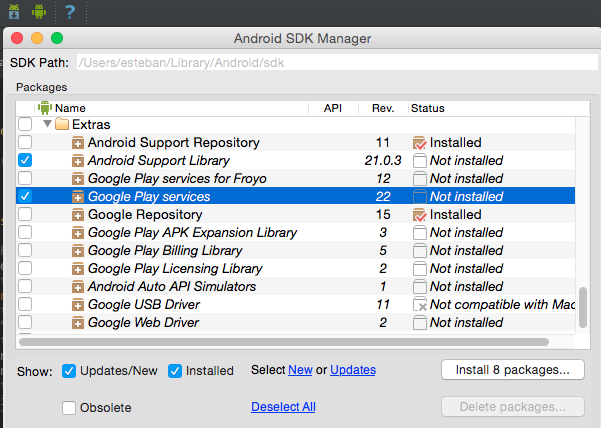 ?
Android SDK Manager
SDK Path: /Users/esteban/Library/Android/sdk
Packages
Name API Rev. Status
Extras
Android Support Repository 11 Installed
Android Support Library 21.0.3 Not installed
Google Play services for Froyo 12 Not installed
Google Play services 22 Not installed
Google Repository 15 Installed
Google Play APK Expansion Library 3 Not installed
Google Play Billing Library 5 Not installed
Google Play Licensing Library 2 Not installed
Android Auto API Simulators 1 Not installed
Google USB Driver 11 Not compatible with Mac
Google Web Driver 2 Not installed
Show: Updates/New Installed Select New or Updates Install 8 packages...
Obsolete Deselect All Delete packages...